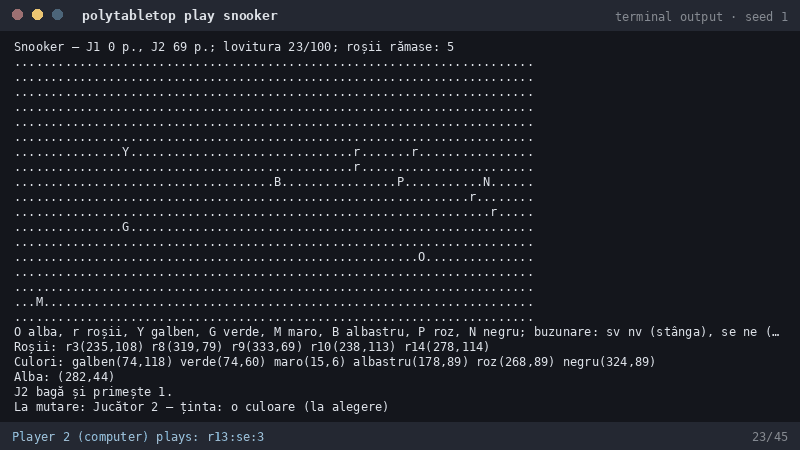 polytabletop play snooker
terminal output · seed 1
Snooker — J1 0 p., J2 69 p.; lovitura 23/100; roșii rămase: 5
........................................................................
........................................................................
........................................................................
........................................................................
........................................................................
........................................................................
...............Y...............................r.......r................
...............................................r........................
....................................B................P...........N......
...............................................................r........
..................................................................r.....
...............G........................................................
........................................................................
........................................................O...............
........................................................................
........................................................................
...M....................................................................
........................................................................
O alba, r roșii, Y galben, G verde, M maro, B albastru, P roz, N negru; buzunare: sv nv (stânga), se ne (…
Roșii: r3(235,108) r8(319,79) r9(333,69) r10(238,113) r14(278,114)
Culori: galben(74,118) verde(74,60) maro(15,6) albastru(178,89) roz(268,89) negru(324,89)
Alba: (282,44)
J2 bagă și primește 1.
La mutare: Jucător 2 — ținta: o culoare (la alegere)
Player 2 (computer) plays: r13:se:3
23/45